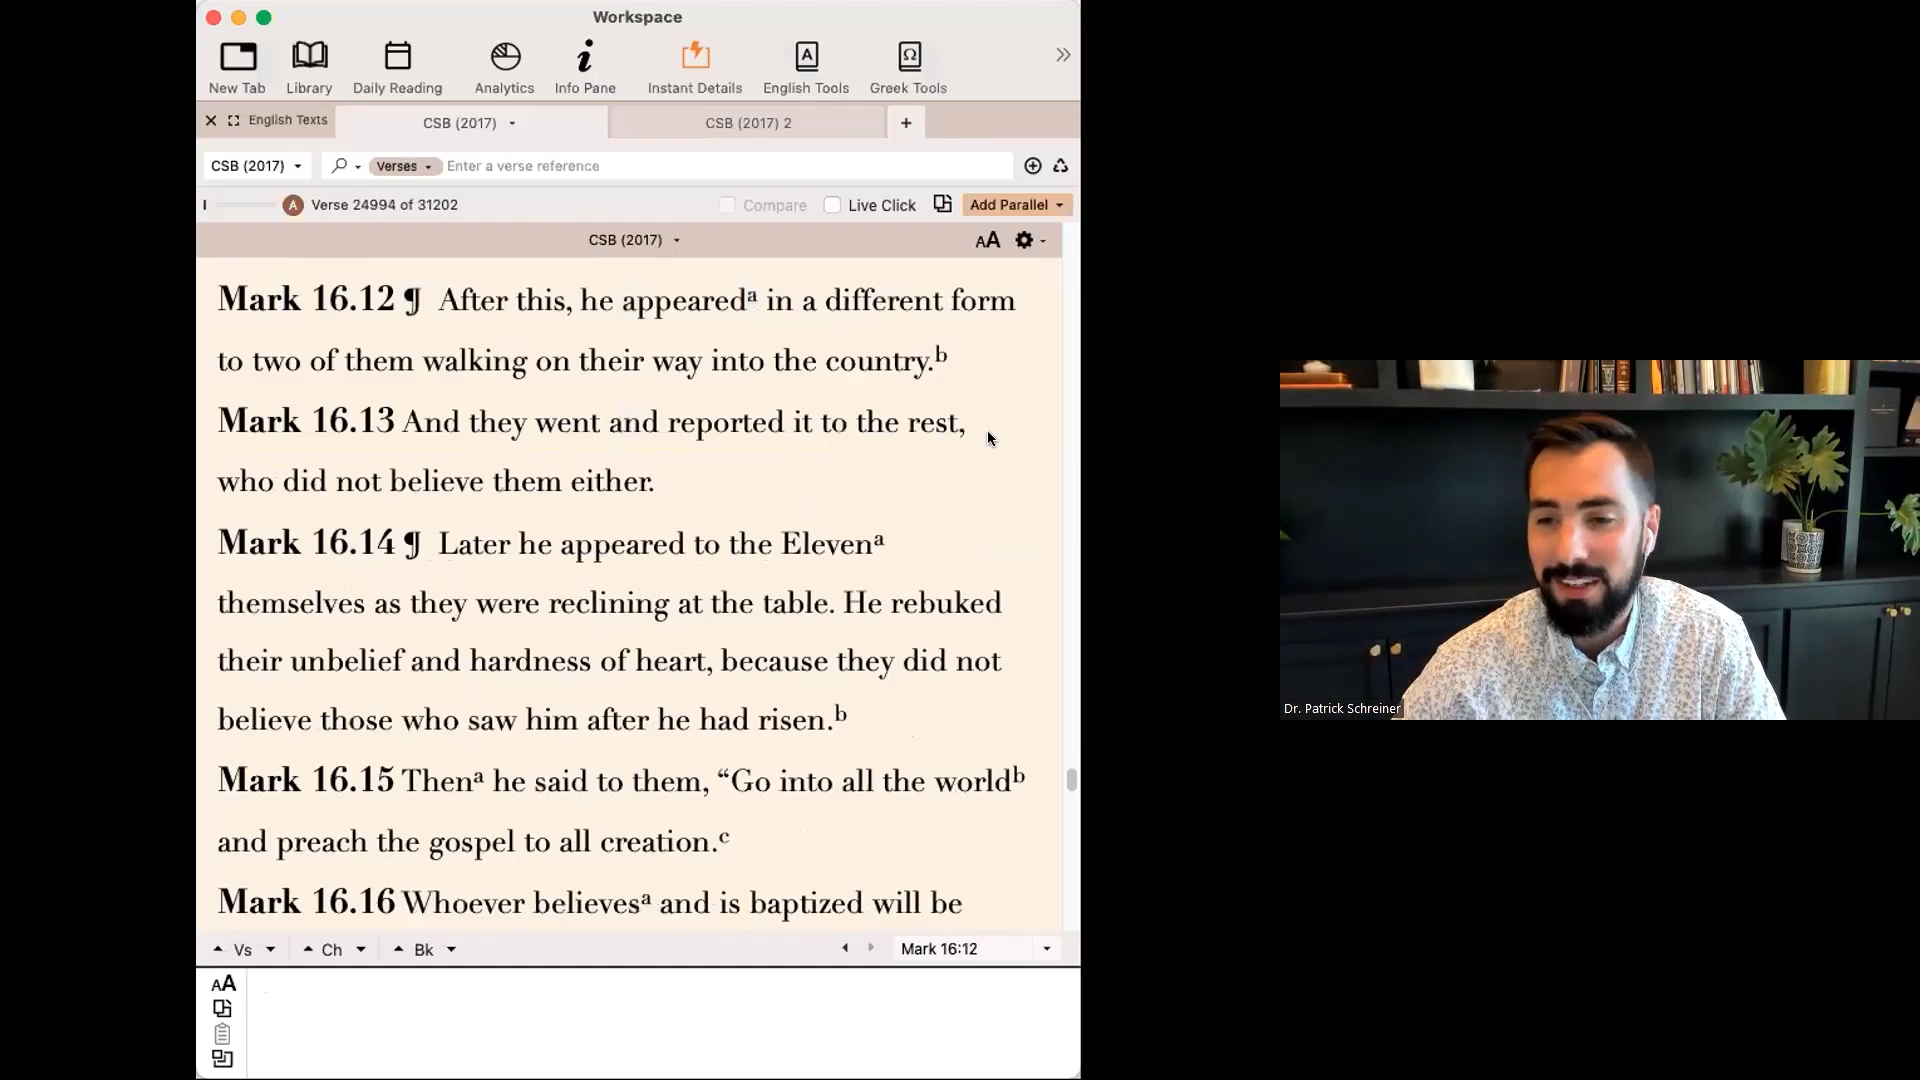 Workspace
New Tab
Library
Daily Reading
Analytics
Info Pane
Instant Details
English Tools
Greek Tools
English Texts
CSB (2017)
CSB (2017) 2
CSB (2017)
Verses
Enter a verse reference
A
Verse 24994 of 31202
Compare
Live Click
Add Parallel
CSB (2017)
AA
Mark 16.12 ¶ After this, he appearedᵃ in a different form
to two of them walking on their way into the country.ᵇ
Mark 16.13 And they went and reported it to the rest,
who did not believe them either.
Mark 16.14 ¶ Later he appeared to the Elevenᵃ
themselves as they were reclining at the table. He rebuked
their unbelief and hardness of heart, because they did not
believe those who saw him after he had risen.ᵇ
Mark 16.15 Thenᵃ he said to them, “Go into all the worldᵇ
and preach the gospel to all creation.ᶜ
Mark 16.16 Whoever believesᵃ and is baptized will be
Vs
Ch
Bk
Mark 16:12
AA
Dr. Patrick Schreiner